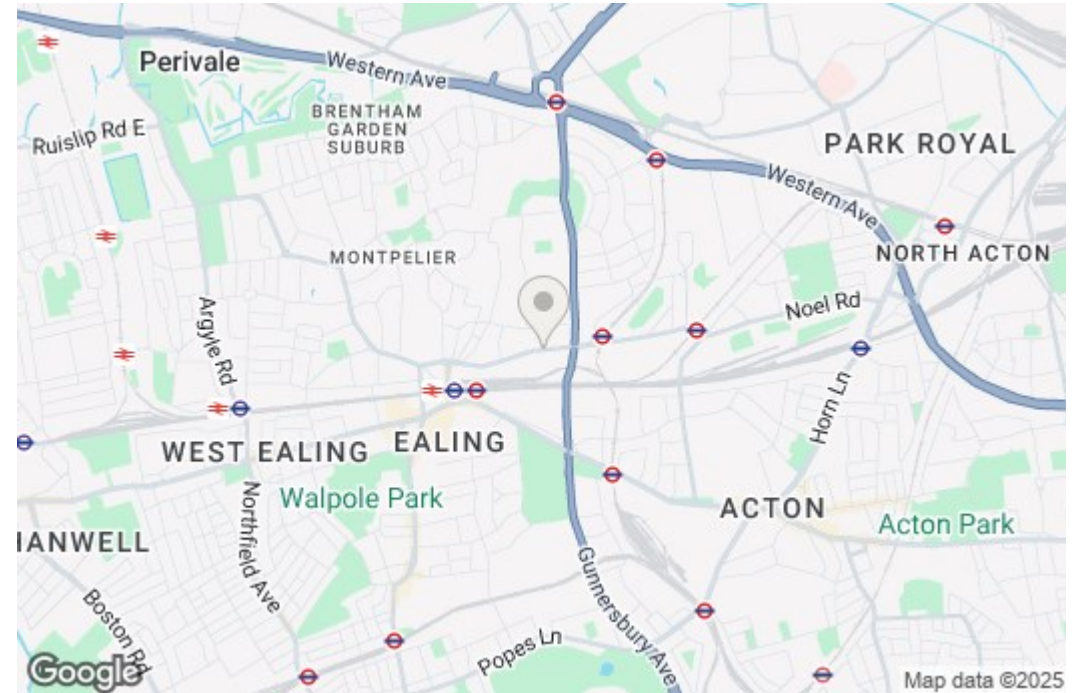 Perivale
Western Ave
BRENTHAM
GARDEN
SUBURB
Ruislip Rd E
PARK ROYAL
Western Ave
MONTPELIER
NORTH ACTON
Argyle Rd
Noel Rd
Horn Ln
WEST EALING
EALING
Walpole Park
ACTON
Acton Park
HANWELL
Northfield Ave
Gunnersbury Ave
Boston Rd
Popes Ln
Google
Map data ©2025